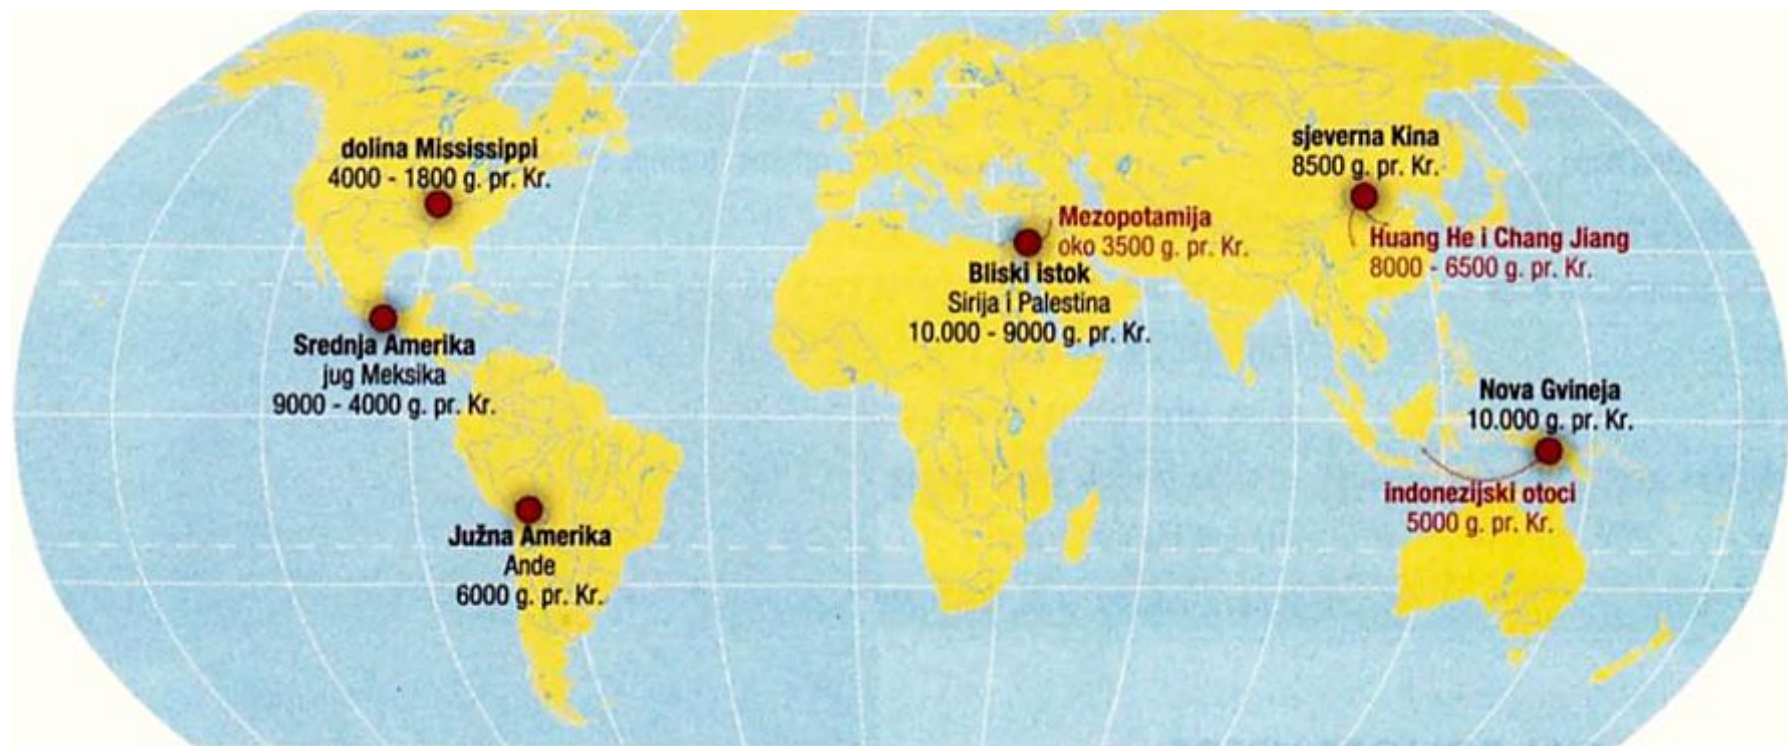 dolina Mississippi
4000 - 1800 g. pr. Kr.
sjeverna Kina
8500 g. pr. Kr.
Mezopotamija
oko 3500 g. pr. Kr.
Huang He i Chang Jiang
8000 - 6500 g. pr. Kr.
Bliski istok
Sirija i Palestina
10.000 - 9000 g. pr. Kr.
Srednja Amerika
jug Meksika
9000 - 4000 g. pr. Kr.
Nova Gvineja
10.000 g. pr. Kr.
indonezijski otoci
5000 g. pr. Kr.
Južna Amerika
Ande
6000 g. pr. Kr.